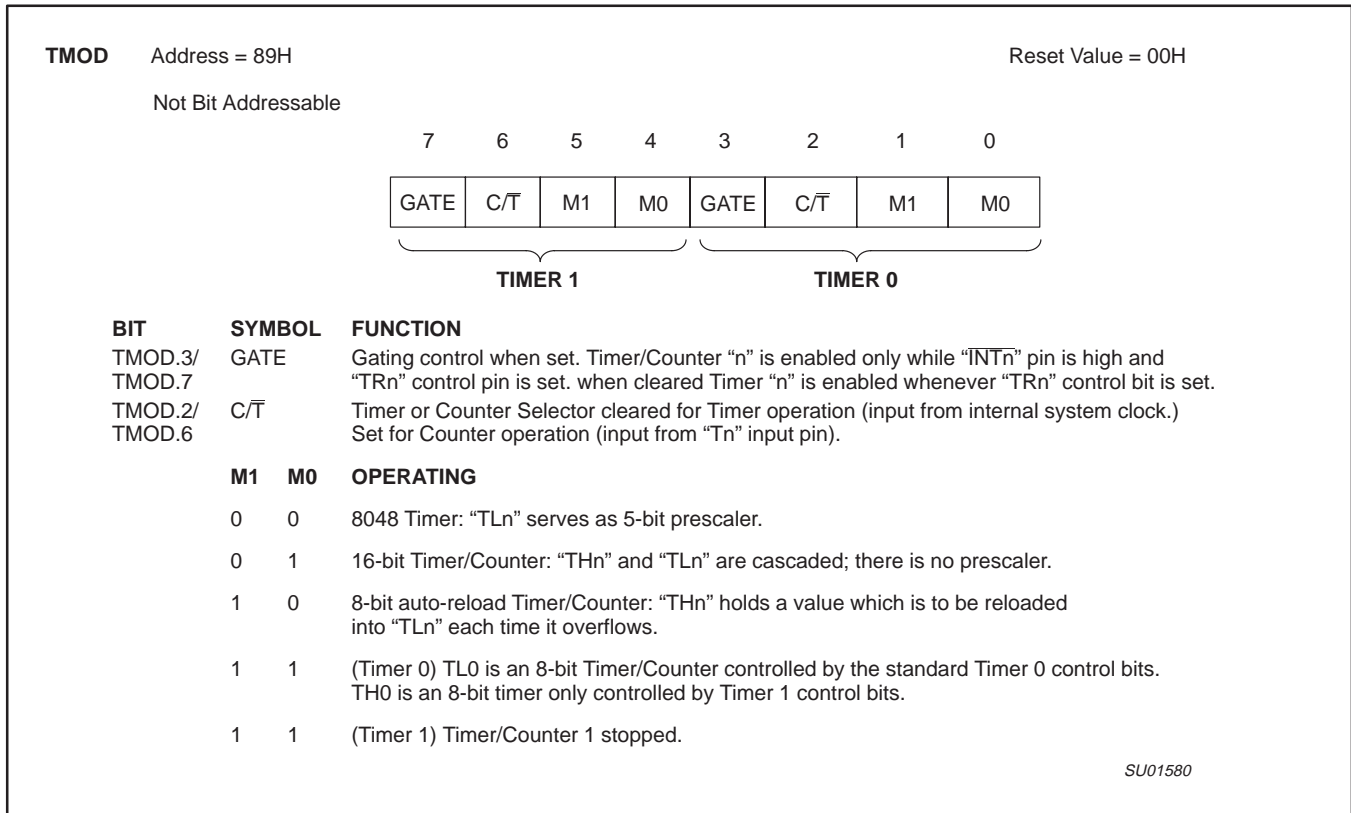 TMOD Address = 89H Reset Value = 00H
Not Bit Addressable
7 6 5 4 3 2 1 0
GATE C/T̅ M1 M0 GATE C/T̅ M1 M0
TIMER 1 TIMER 0
BIT SYMBOL FUNCTION
TMOD.3/ GATE Gating control when set. Timer/Counter “n” is enabled only while “I̅N̅T̅n̅” pin is high and
TMOD.7 “TRn” control pin is set. when cleared Timer “n” is enabled whenever “TRn” control bit is set.
TMOD.2/ C/T̅ Timer or Counter Selector cleared for Timer operation (input from internal system clock.)
TMOD.6 Set for Counter operation (input from “Tn” input pin).
M1 M0 OPERATING
0 0 8048 Timer: “TLn” serves as 5-bit prescaler.
0 1 16-bit Timer/Counter: “THn” and “TLn” are cascaded; there is no prescaler.
1 0 8-bit auto-reload Timer/Counter: “THn” holds a value which is to be reloaded
into “TLn” each time it overflows.
1 1 (Timer 0) TL0 is an 8-bit Timer/Counter controlled by the standard Timer 0 control bits.
TH0 is an 8-bit timer only controlled by Timer 1 control bits.
1 1 (Timer 1) Timer/Counter 1 stopped.
SU01580